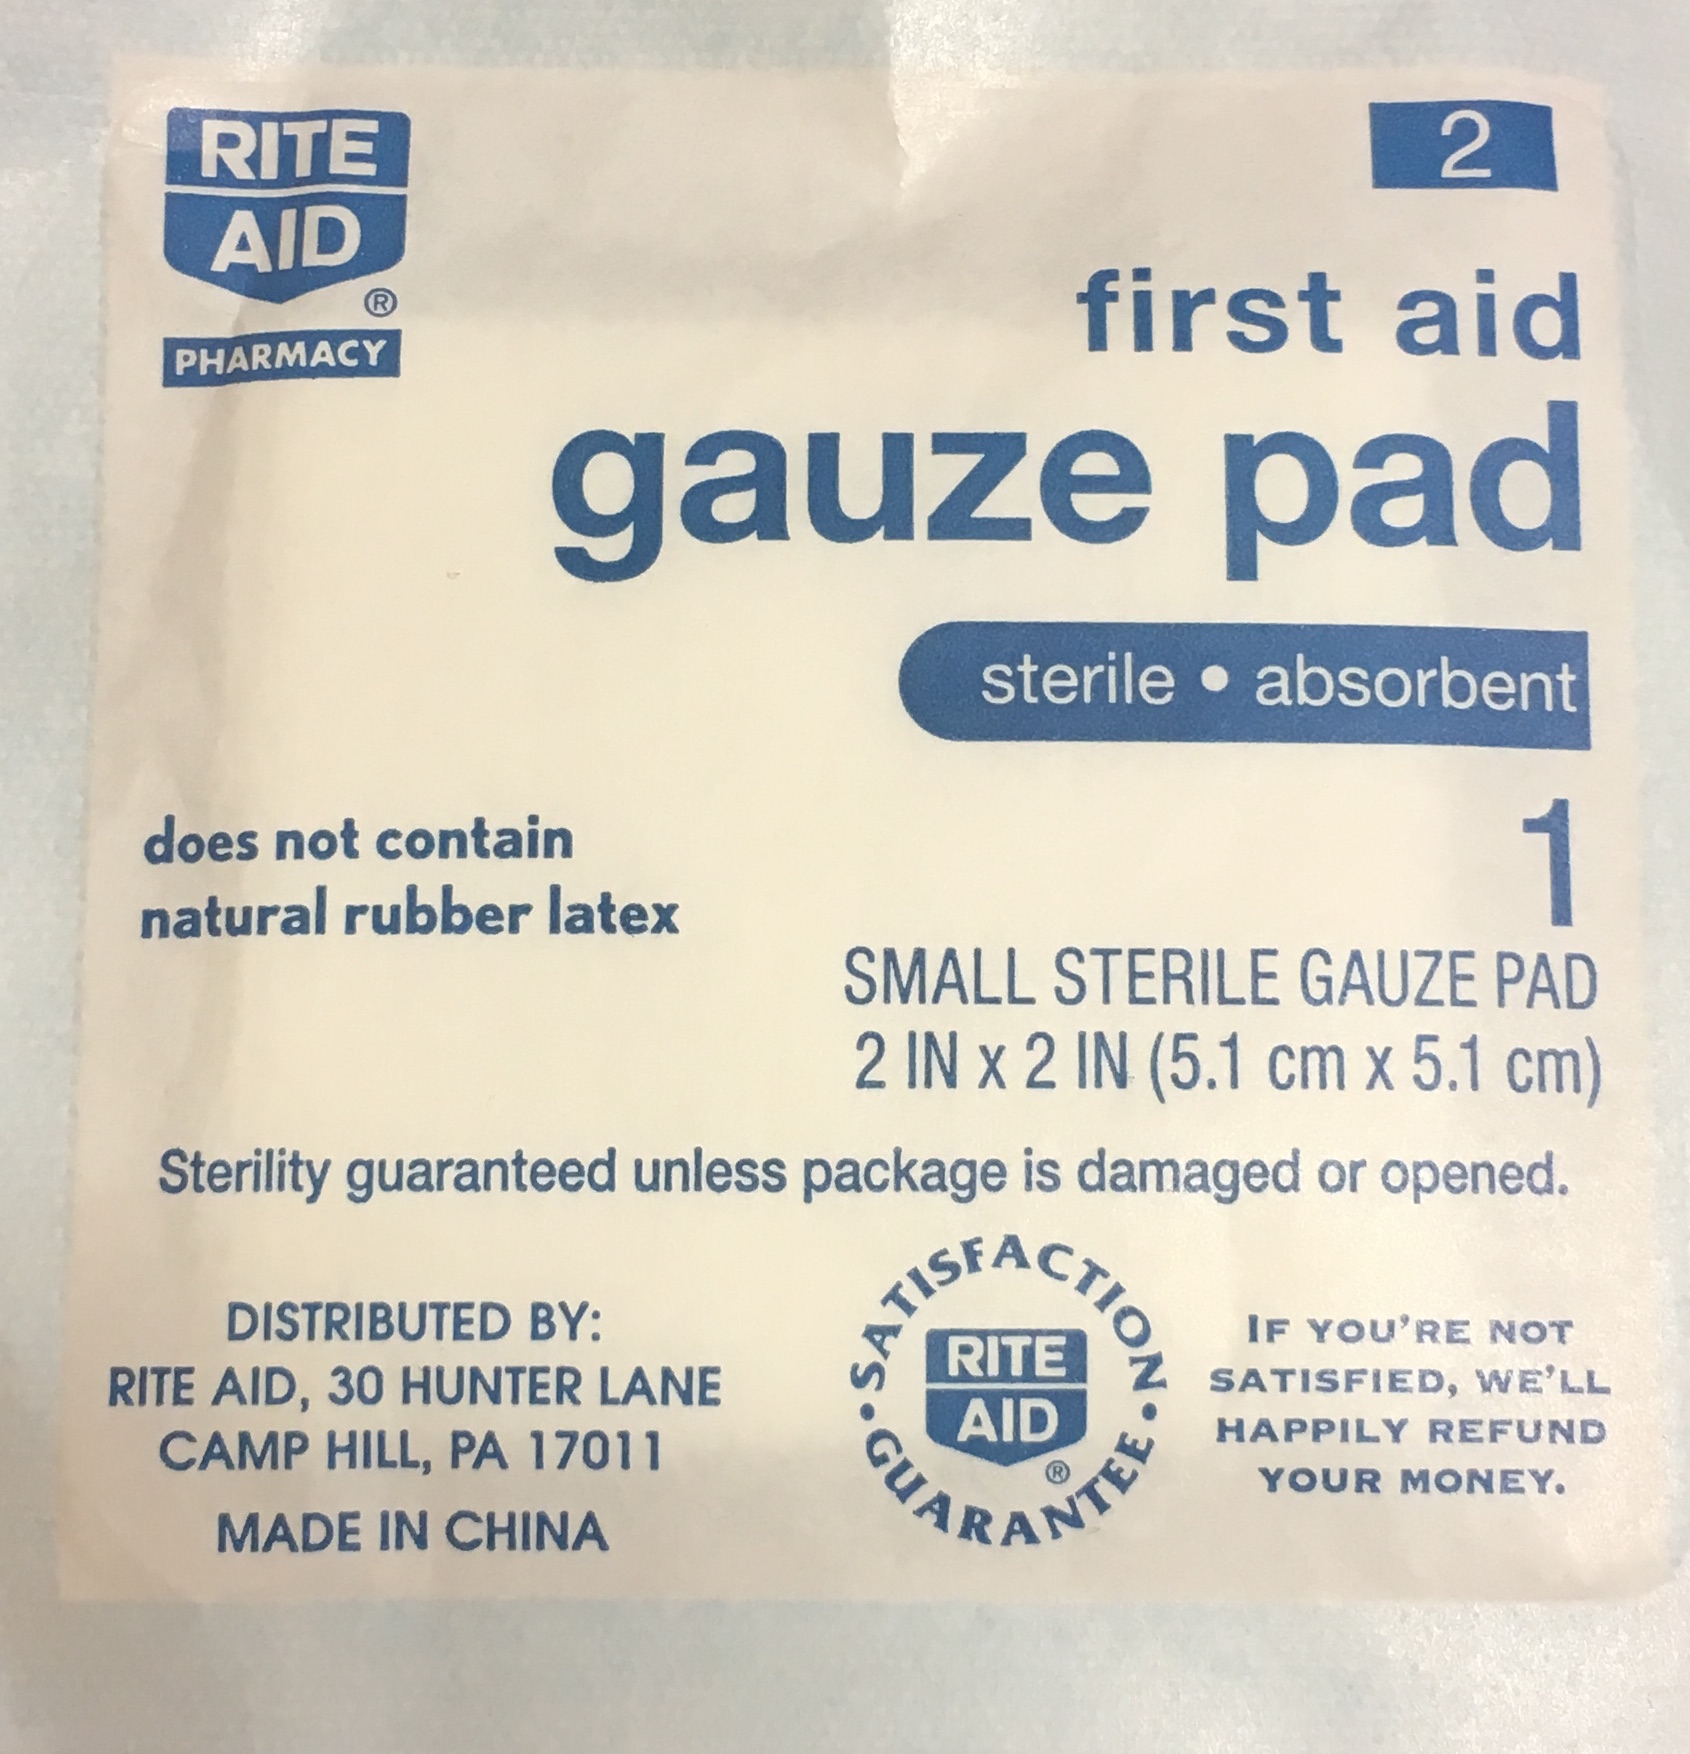 RITE
AID
®
PHARMACY
2
first aid
gauze pad
sterile • absorbent
does not contain
natural rubber latex
1
SMALL STERILE GAUZE PAD
2 IN x 2 IN (5.1 cm x 5.1 cm)
Sterility guaranteed unless package is damaged or opened.
DISTRIBUTED BY:
RITE AID, 30 HUNTER LANE
CAMP HILL, PA 17011
MADE IN CHINA
• SATISFACTION •
RITE
AID
®
GUARANTEE
IF YOU'RE NOT
SATISFIED, WE'LL
HAPPILY REFUND
YOUR MONEY.